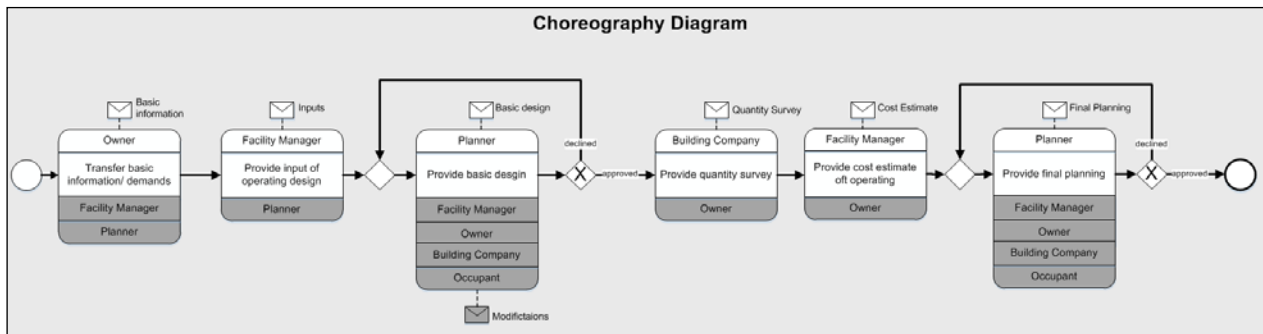 Choreography Diagram
Basic
information
Owner
Transfer basic
information/ demands
Facility Manager
Planner
Inputs
Facility Manager
Provide input of
operating design
Planner
Basic design
Planner
Provide basic desgin
Facility Manager
Owner
Building Company
Occupant
Modifictaions
declined
X
approved
Quantity Survey
Building Company
Provide quantity survey
Owner
Cost Estimate
Facility Manager
Provide cost estimate
oft operating
Owner
Final Planning
Planner
Provide final planning
Facility Manager
Owner
Building Company
Occupant
declined
X
approved